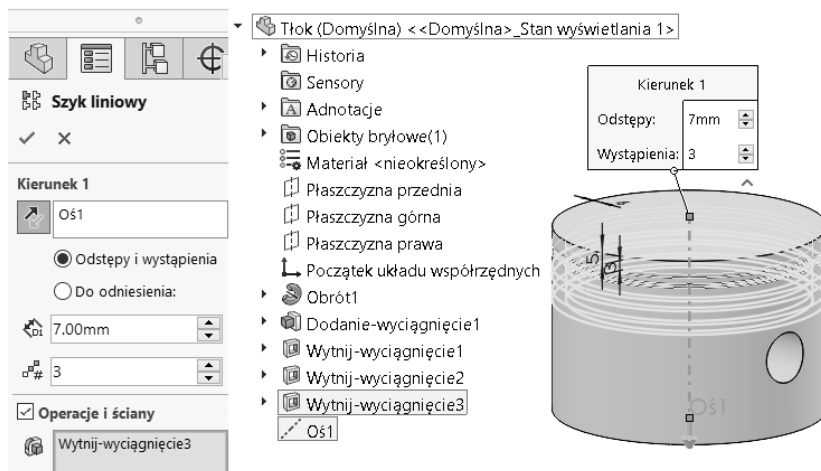 Szyk liniowy
Kierunek 1
Oś1
Odstępy i wystąpienia
Do odniesienia:
D1
7.00mm
#
3
Operacje i ściany
Wytnij-wyciągnięcie3
Tłok (Domyślna) <<Domyślna>_Stan wyświetlania 1>
Historia
Sensory
A Adnotacje
Obiekty bryłowe(1)
Materiał <nieokreślony>
Płaszczyzna przednia
Płaszczyzna górna
Płaszczyzna prawa
Początek układu współrzędnych
Obrót1
Dodanie-wyciągnięcie1
Wytnij-wyciągnięcie1
Wytnij-wyciągnięcie2
Wytnij-wyciągnięcie3
Oś1
Kierunek 1
Odstępy: 7mm
Wystąpienia: 3
5
3
Oś1